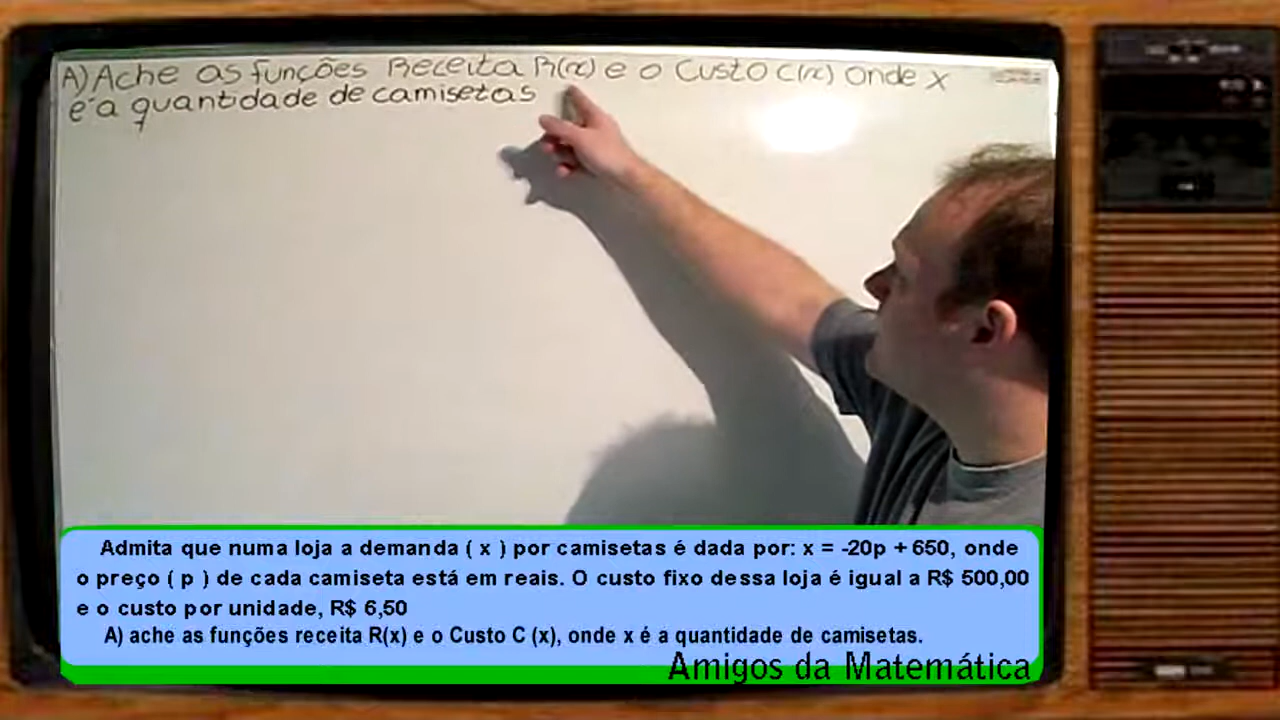 A) Ache as funções Receita R(x) e o Custo C(x) onde x
é a quantidade de camisetas
Admita que numa loja a demanda ( x ) por camisetas é dada por: x = -20p + 650, onde
o preço ( p ) de cada camiseta está em reais. O custo fixo dessa loja é igual a R$ 500,00
e o custo por unidade, R$ 6,50
A) ache as funções receita R(x) e o Custo C (x), onde x é a quantidade de camisetas.
Amigos da Matemática